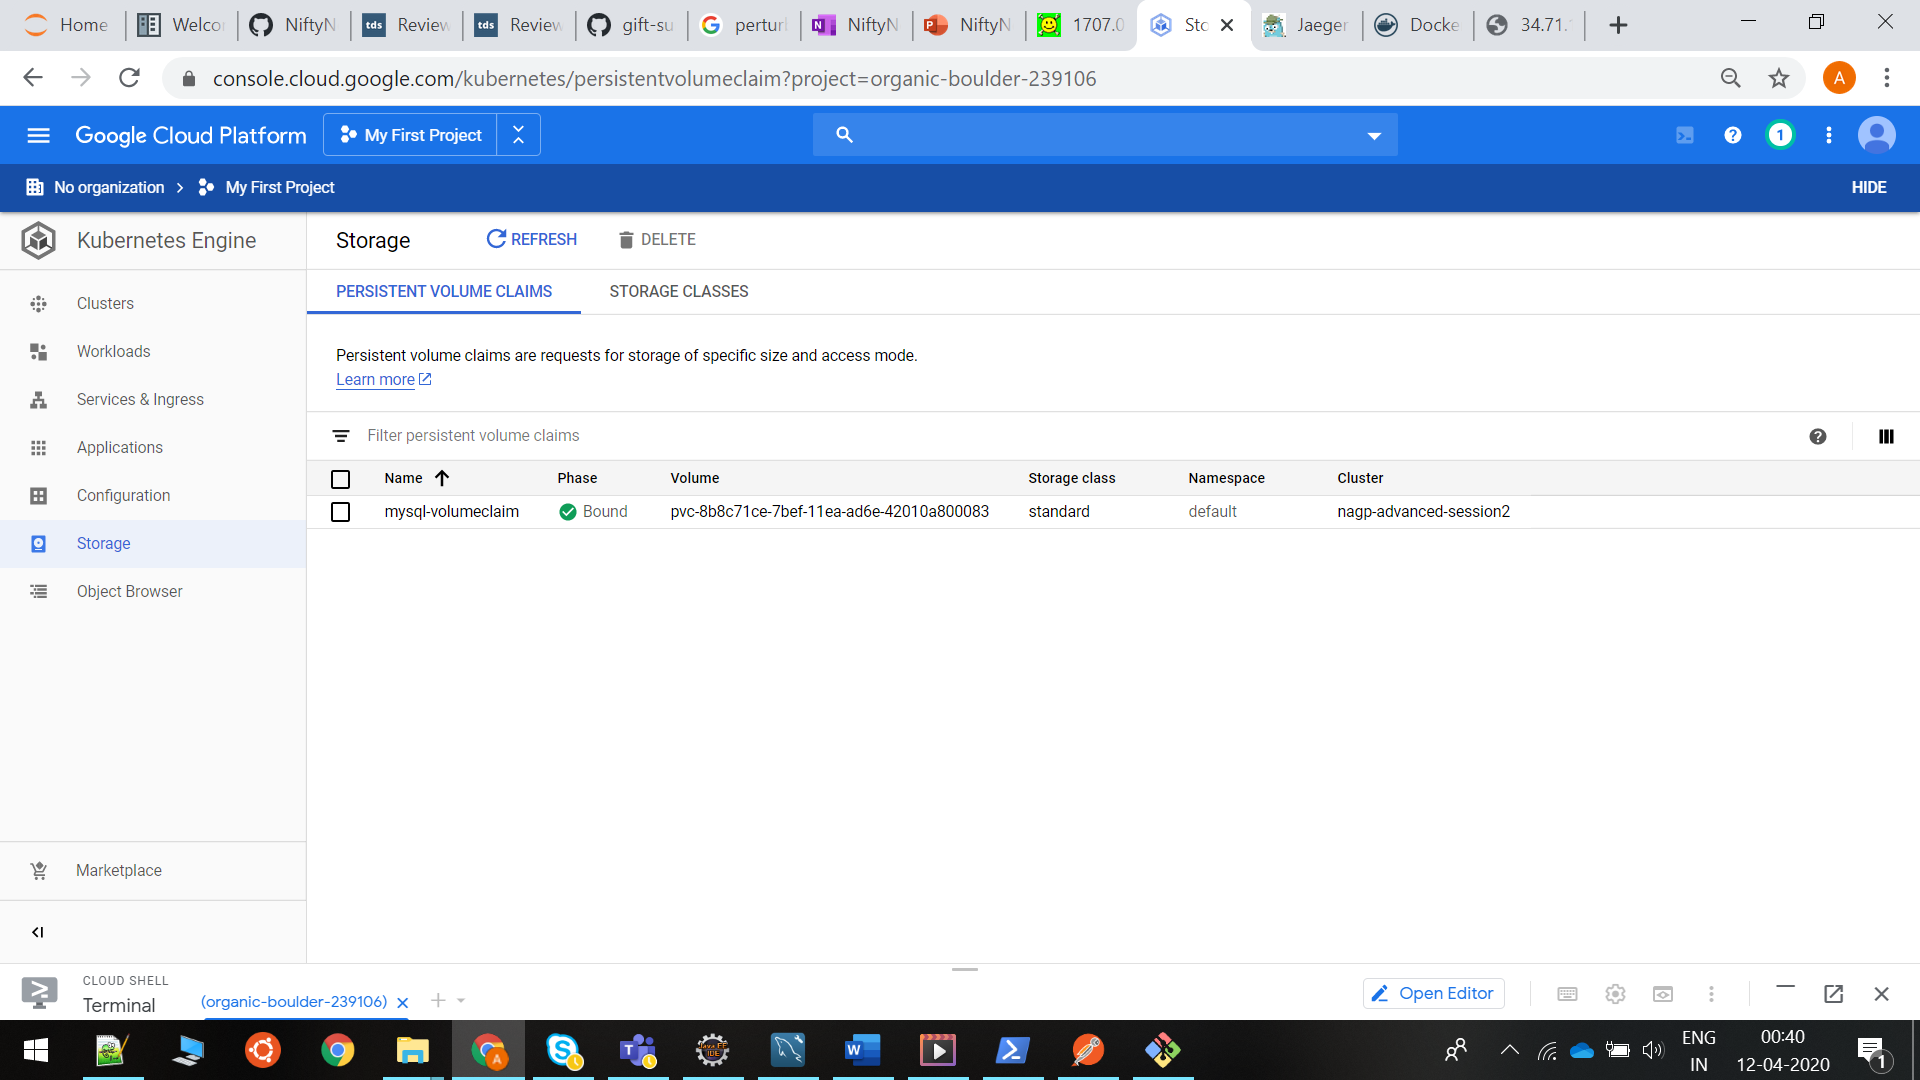 Home
Welco
NiftyN
tds Review
tds Review
gift-su
pertur
NiftyN
NiftyN
1707.0
Sto
Jaeger
Docke
34.71.
console.cloud.google.com/kubernetes/persistentvolumeclaim?project=organic-boulder-239106
A
Google Cloud Platform
My First Project
1
No organization
My First Project
HIDE
Kubernetes Engine
Storage
REFRESH
DELETE
Clusters
Workloads
Services & Ingress
Applications
Configuration
Storage
Object Browser
Marketplace
PERSISTENT VOLUME CLAIMS
STORAGE CLASSES
Persistent volume claims are requests for storage of specific size and access mode.
Learn more
Filter persistent volume claims
Name Phase Volume Storage class Namespace Cluster
mysql-volumeclaim Bound pvc-8b8c71ce-7bef-11ea-ad6e-42010a800083 standard default nagp-advanced-session2
CLOUD SHELL
Terminal
(organic-boulder-239106)
Open Editor
ENG
IN
00:40
12-04-2020
1